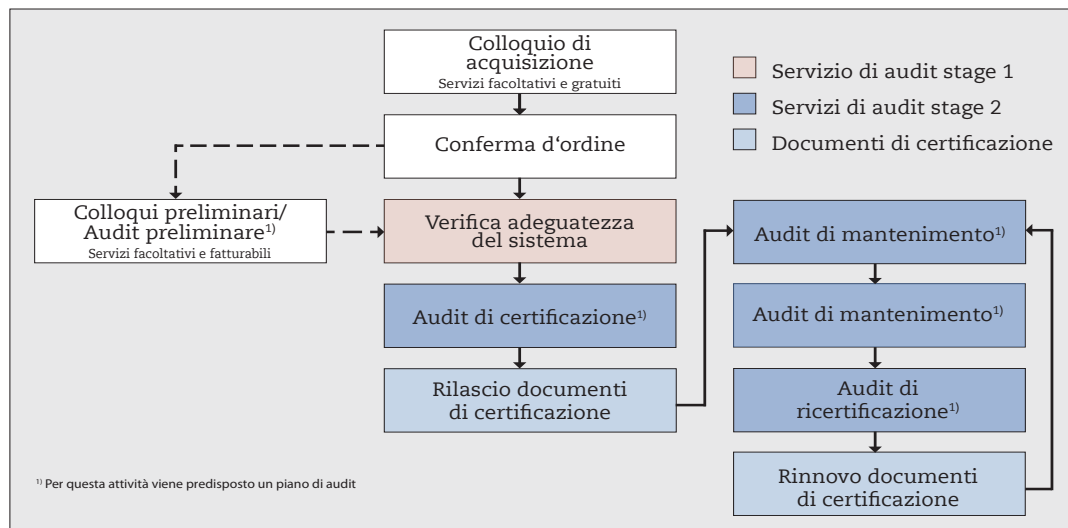 Colloquio di
acquisizione
Servizi facoltativi e gratuiti
Conferma d‘ordine
Colloqui preliminari/
Audit preliminare¹⁾
Servizi facoltativi e fatturabili
Verifica adeguatezza
del sistema
Audit di certificazione¹⁾
Rilascio documenti
di certificazione
Servizio di audit stage 1
Servizi di audit stage 2
Documenti di certificazione
Audit di mantenimento¹⁾
Audit di mantenimento¹⁾
Audit di
ricertificazione¹⁾
Rinnovo documenti
di certificazione
¹⁾ Per questa attività viene predisposto un piano di audit